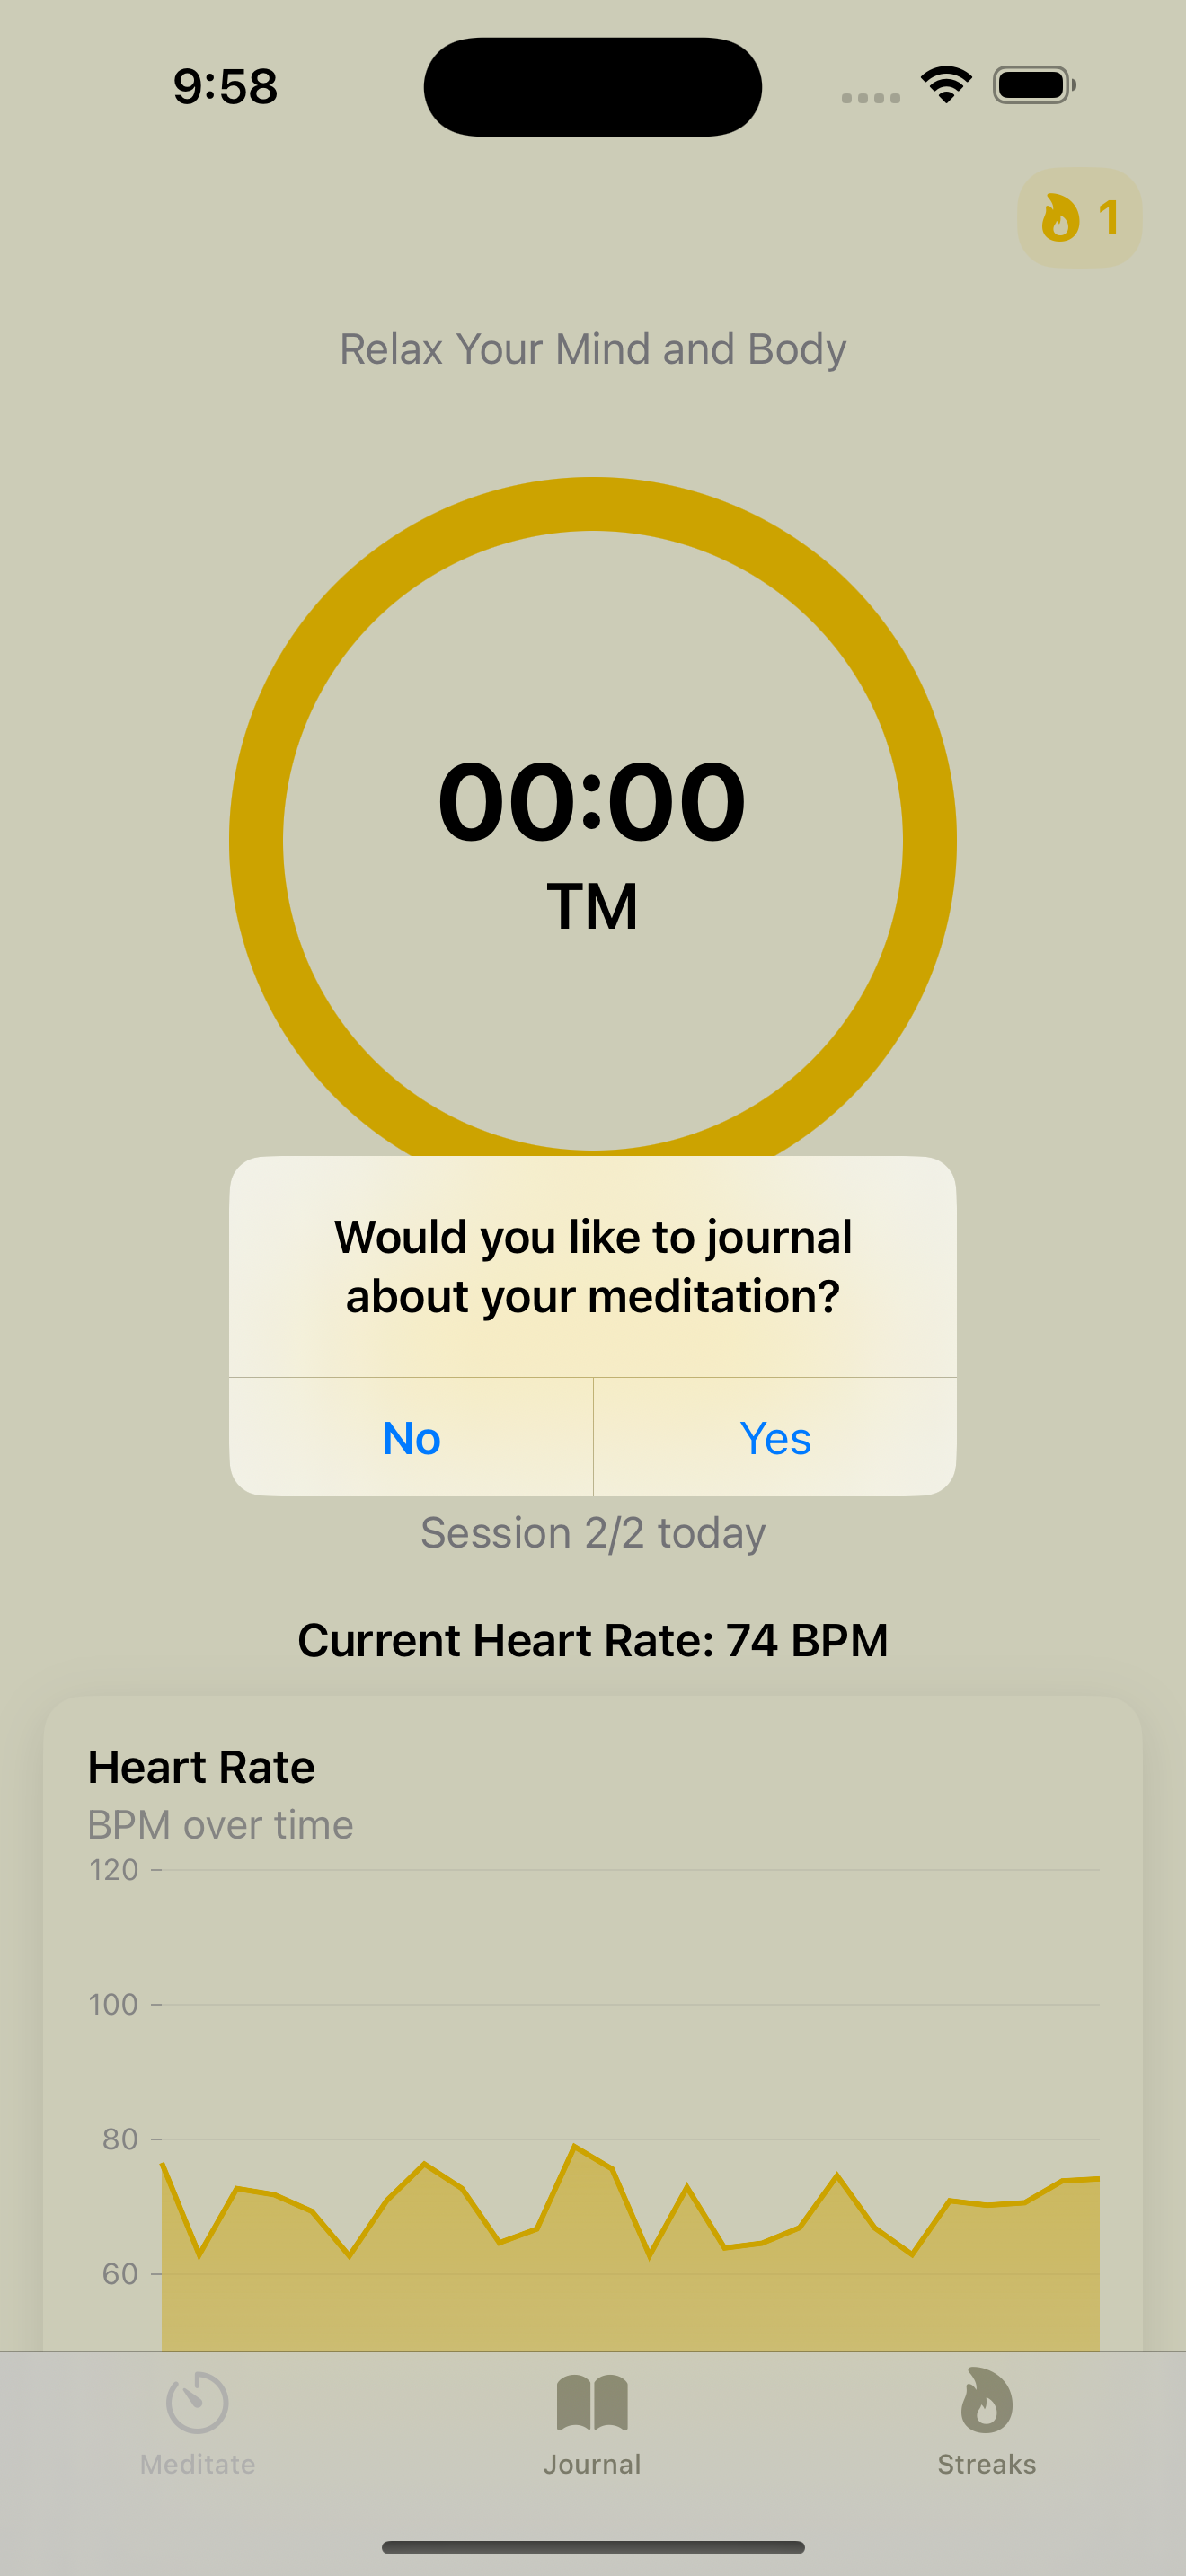 9:58
1
Relax Your Mind and Body
00:00
TM
Would you like to journal
about your meditation?
No
Yes
Session 2/2 today
Current Heart Rate: 74 BPM
Heart Rate
BPM over time
120
100
80
60
Meditate
Journal
Streaks